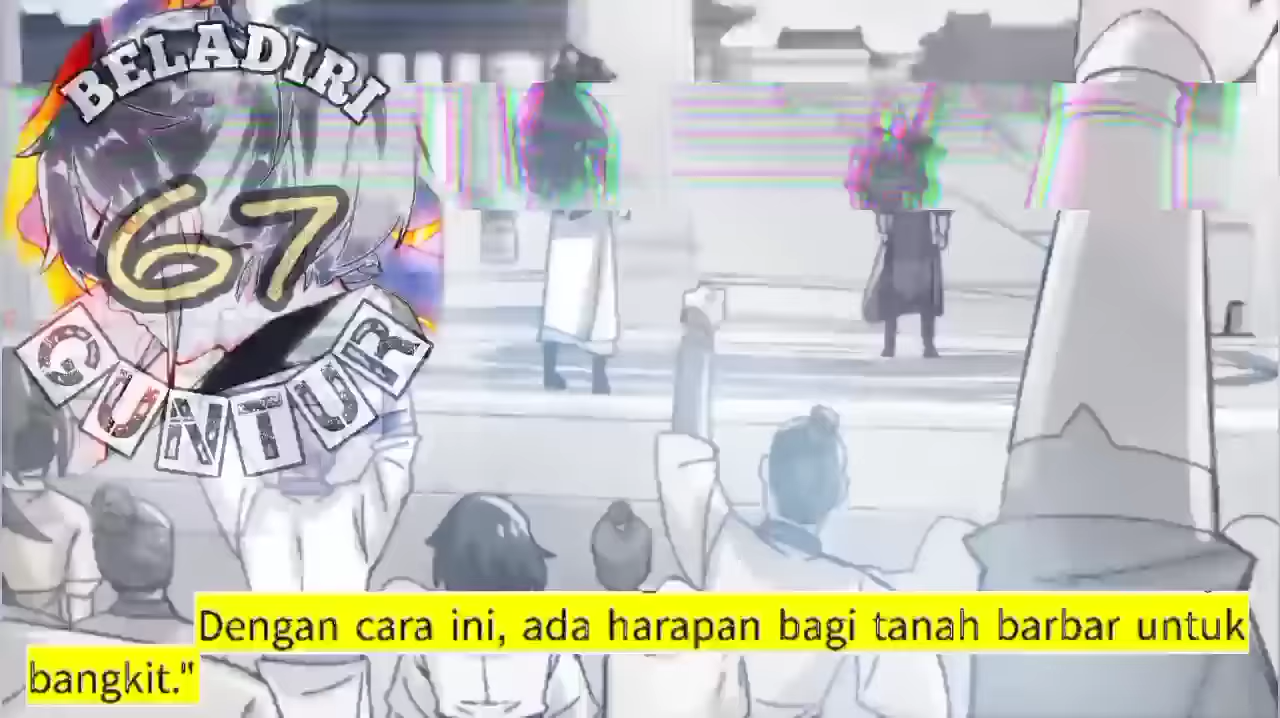 BELADIRI
67
GUNTUR
Dengan cara ini, ada harapan bagi tanah barbar untuk
bangkit."